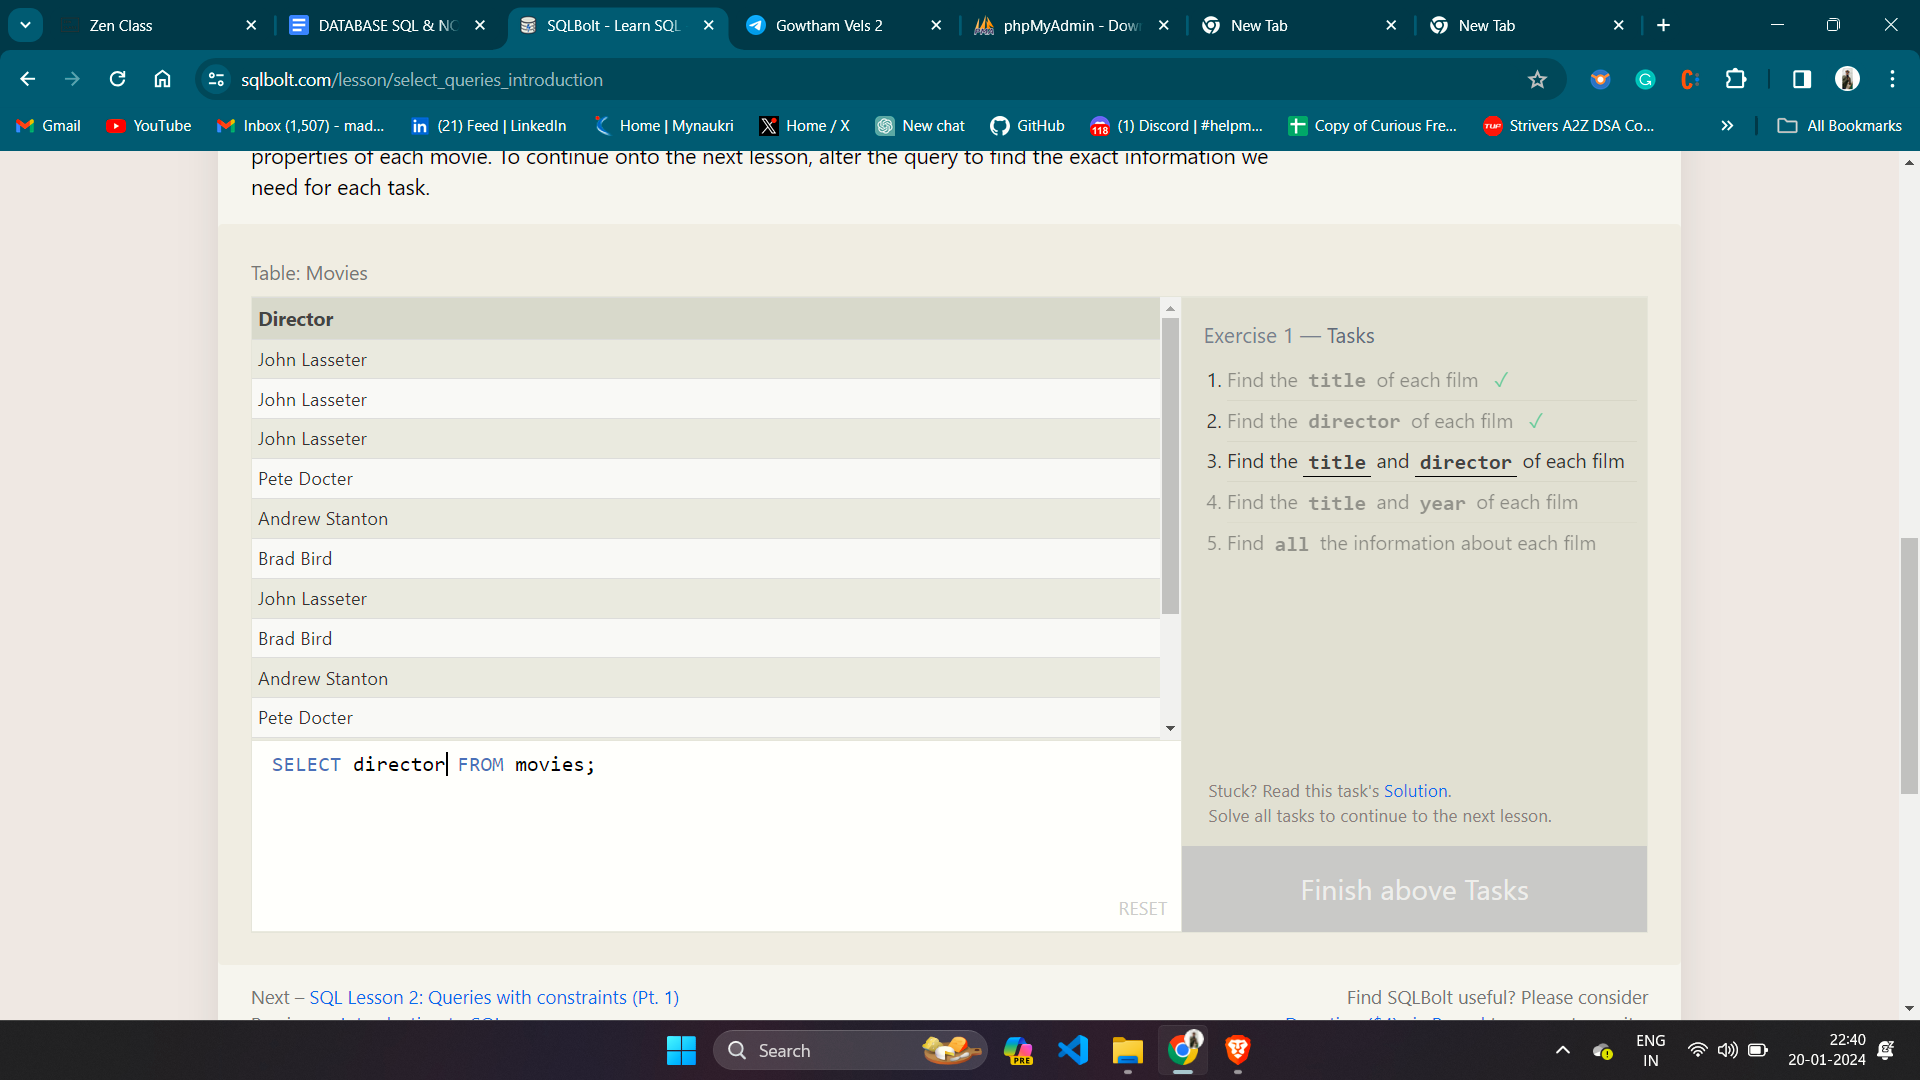 Zen Class
DATABASE SQL & NO
SQLBolt - Learn SQL
Gowtham Vels 2
phpMyAdmin - Dow
New Tab
New Tab
sqlbolt.com/lesson/select_queries_introduction
Gmail
YouTube
Inbox (1,507) - mad...
(21) Feed | LinkedIn
Home | Mynaukri
Home / X
New chat
GitHub
118
(1) Discord | #helpm...
Copy of Curious Fre...
TUF
Strivers A2Z DSA Co...
All Bookmarks
properties of each movie. To continue onto the next lesson, alter the query to find the exact information we
need for each task.
Table: Movies
Director
John Lasseter
John Lasseter
John Lasseter
Pete Docter
Andrew Stanton
Brad Bird
John Lasseter
Brad Bird
Andrew Stanton
Pete Docter
SELECT director FROM movies;
RESET
Exercise 1 — Tasks
1. Find the title of each film ✓
2. Find the director of each film ✓
3. Find the title and director of each film
4. Find the title and year of each film
5. Find all the information about each film
Stuck? Read this task's Solution.
Solve all tasks to continue to the next lesson.
Finish above Tasks
Next – SQL Lesson 2: Queries with constraints (Pt. 1)
Find SQLBolt useful? Please consider
Search
PRE
ENG
IN
22:40
20-01-2024